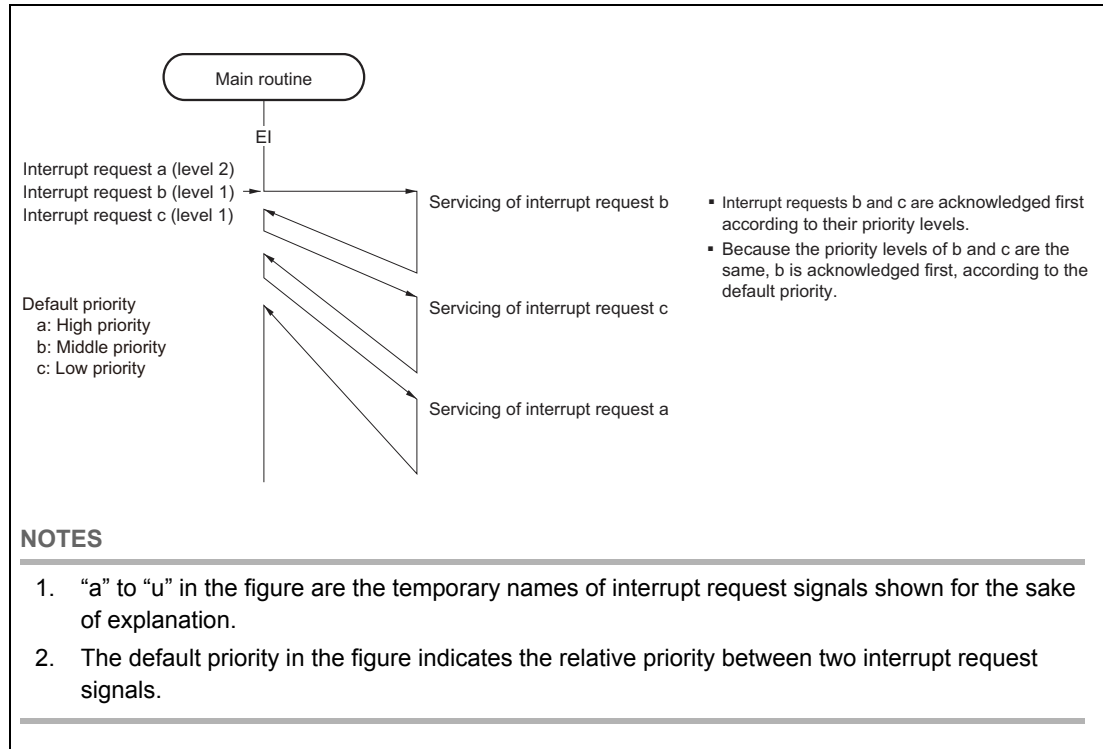 Main routine
EI
Interrupt request a (level 2)
Interrupt request b (level 1)
Interrupt request c (level 1)
Servicing of interrupt request b
▪ Interrupt requests b and c are acknowledged first
according to their priority levels.
▪ Because the priority levels of b and c are the
same, b is acknowledged first, according to the
default priority.
Default priority
a: High priority
b: Middle priority
c: Low priority
Servicing of interrupt request c
Servicing of interrupt request a
NOTES
1. “a” to “u” in the figure are the temporary names of interrupt request signals shown for the sake
of explanation.
2. The default priority in the figure indicates the relative priority between two interrupt request
signals.